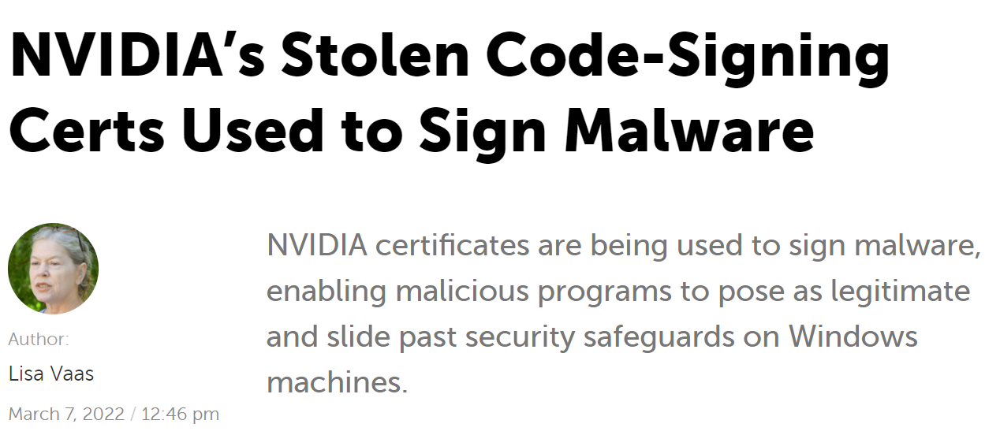 NVIDIA’s Stolen Code-Signing
Certs Used to Sign Malware
NVIDIA certificates are being used to sign malware,
enabling malicious programs to pose as legitimate
and slide past security safeguards on Windows
machines.
Author:
Lisa Vaas
March 7, 2022 / 12:46 pm